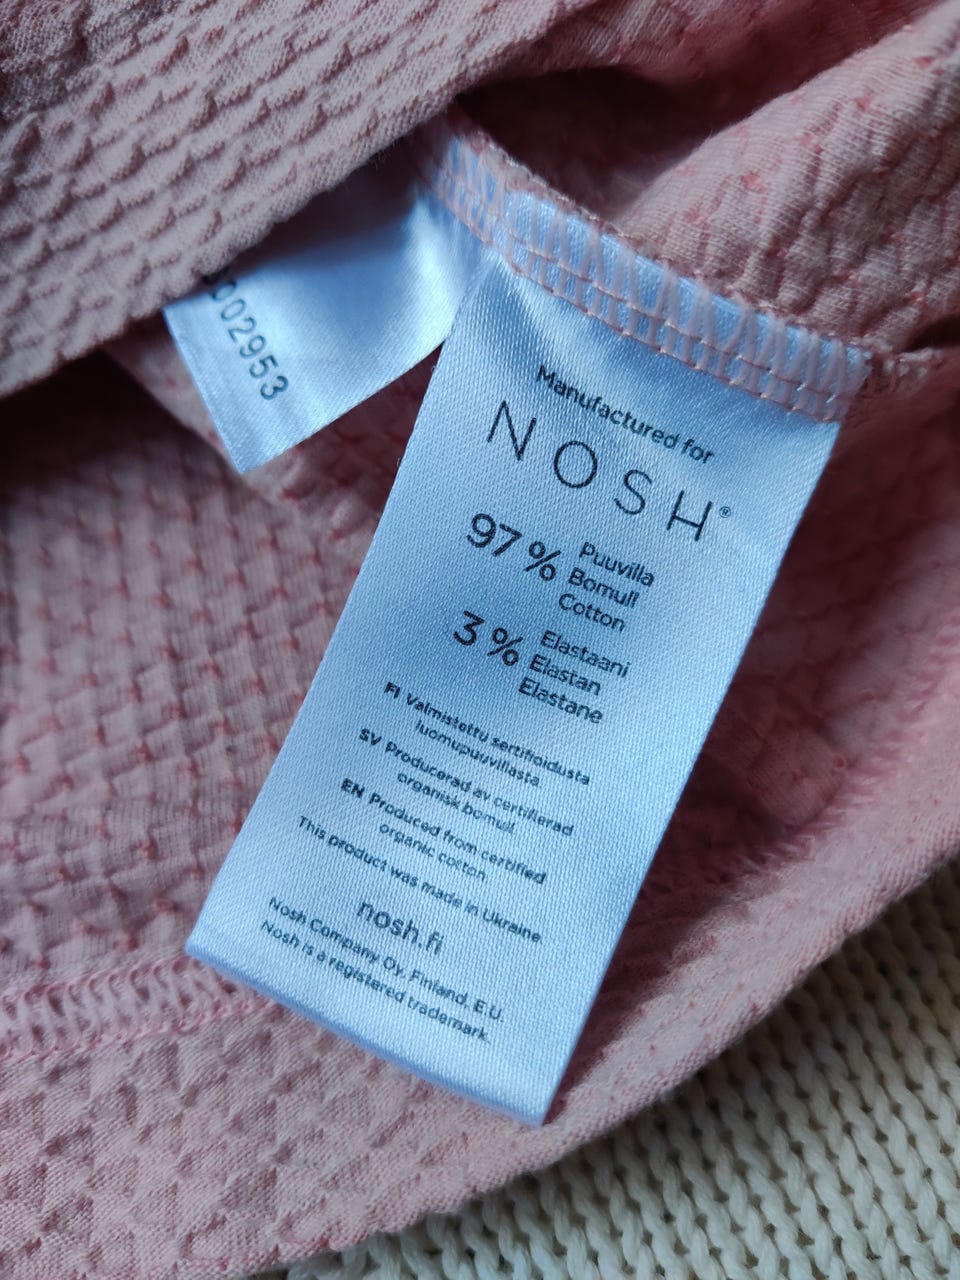 002953
Manufactured for
NOSH®
97 % Puuvilla
Bomull
Cotton
3 % Elastaani
Elastan
Elastane
FI Valmistettu sertifioidusta
luomupuuvillasta.
SV Producerad av certifierad
organisk bomull.
EN Produced from certified
organic cotton.
This product was made in Ukraine
nosh.fi
Nosh Company Oy, Finland, E.U.
Nosh is a registered trademark.